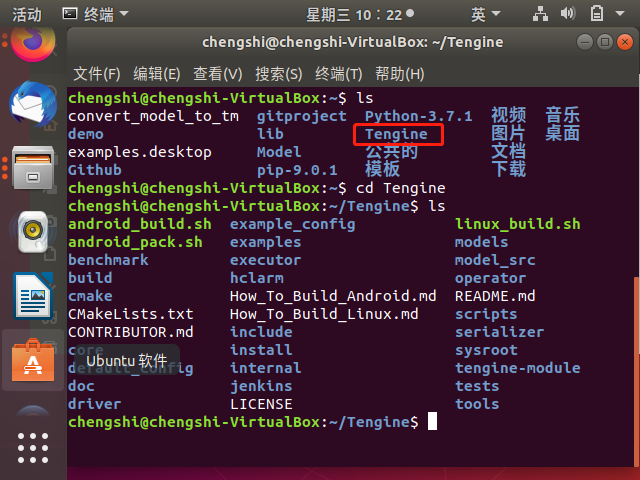 活动 终端 星期三 10：22 英
chengshi@chengshi-VirtualBox: ~/Tengine
文件(F) 编辑(E) 查看(V) 搜索(S) 终端(T) 帮助(H)
chengshi@chengshi-VirtualBox:~$ ls
convert_model_to_tm gitproject Python-3.7.1 视频 音乐
demo lib Tengine 图片 桌面
examples.desktop Model 公共的 文档
Github pip-9.0.1 模板 下载
chengshi@chengshi-VirtualBox:~$ cd Tengine
chengshi@chengshi-VirtualBox:~/Tengine$ ls
android_build.sh example_config linux_build.sh
android_pack.sh examples models
benchmark executor model_src
build hclarm operator
cmake How_To_Build_Android.md README.md
CMakeLists.txt How_To_Build_Linux.md scripts
CONTRIBUTOR.md include serializer
core install sysroot
Ubuntu 软件
default_config internal tengine-module
doc jenkins tests
driver LICENSE tools
chengshi@chengshi-VirtualBox:~/Tengine$